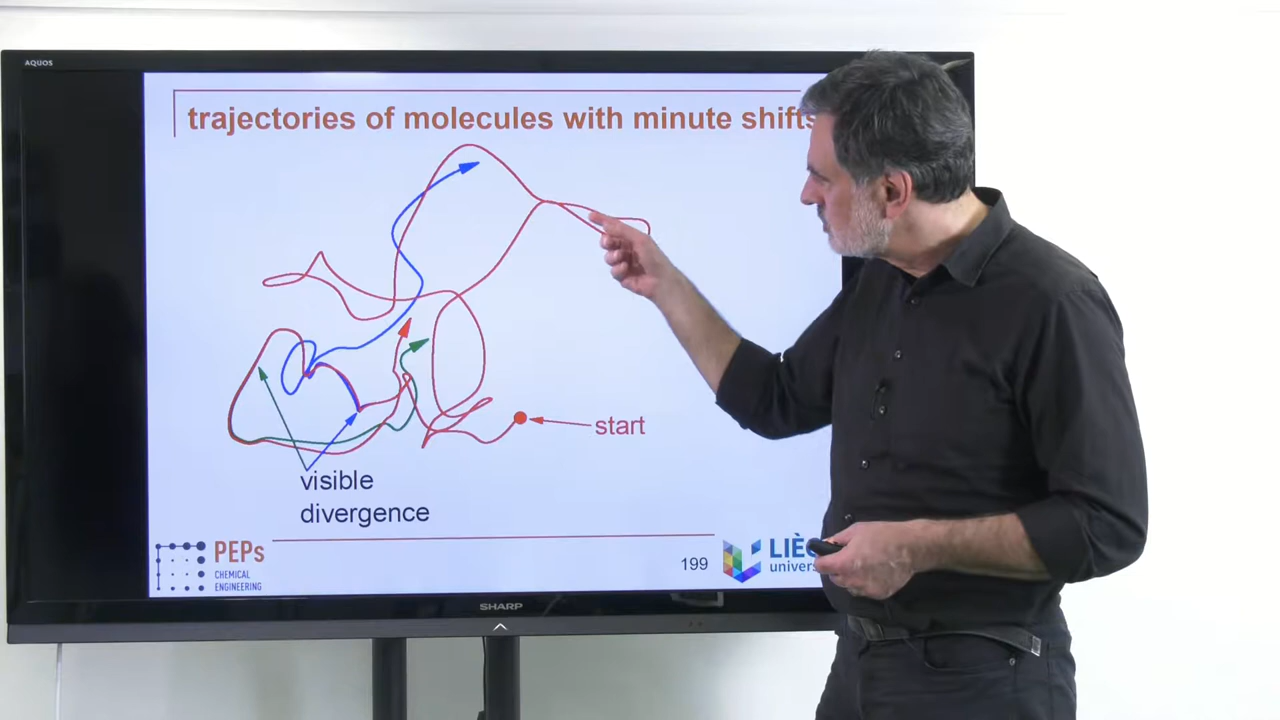 AQUOS
trajectories of molecules with minute shifts
start
visible
divergence
PEPs
CHEMICAL
ENGINEERING
199
SHARP